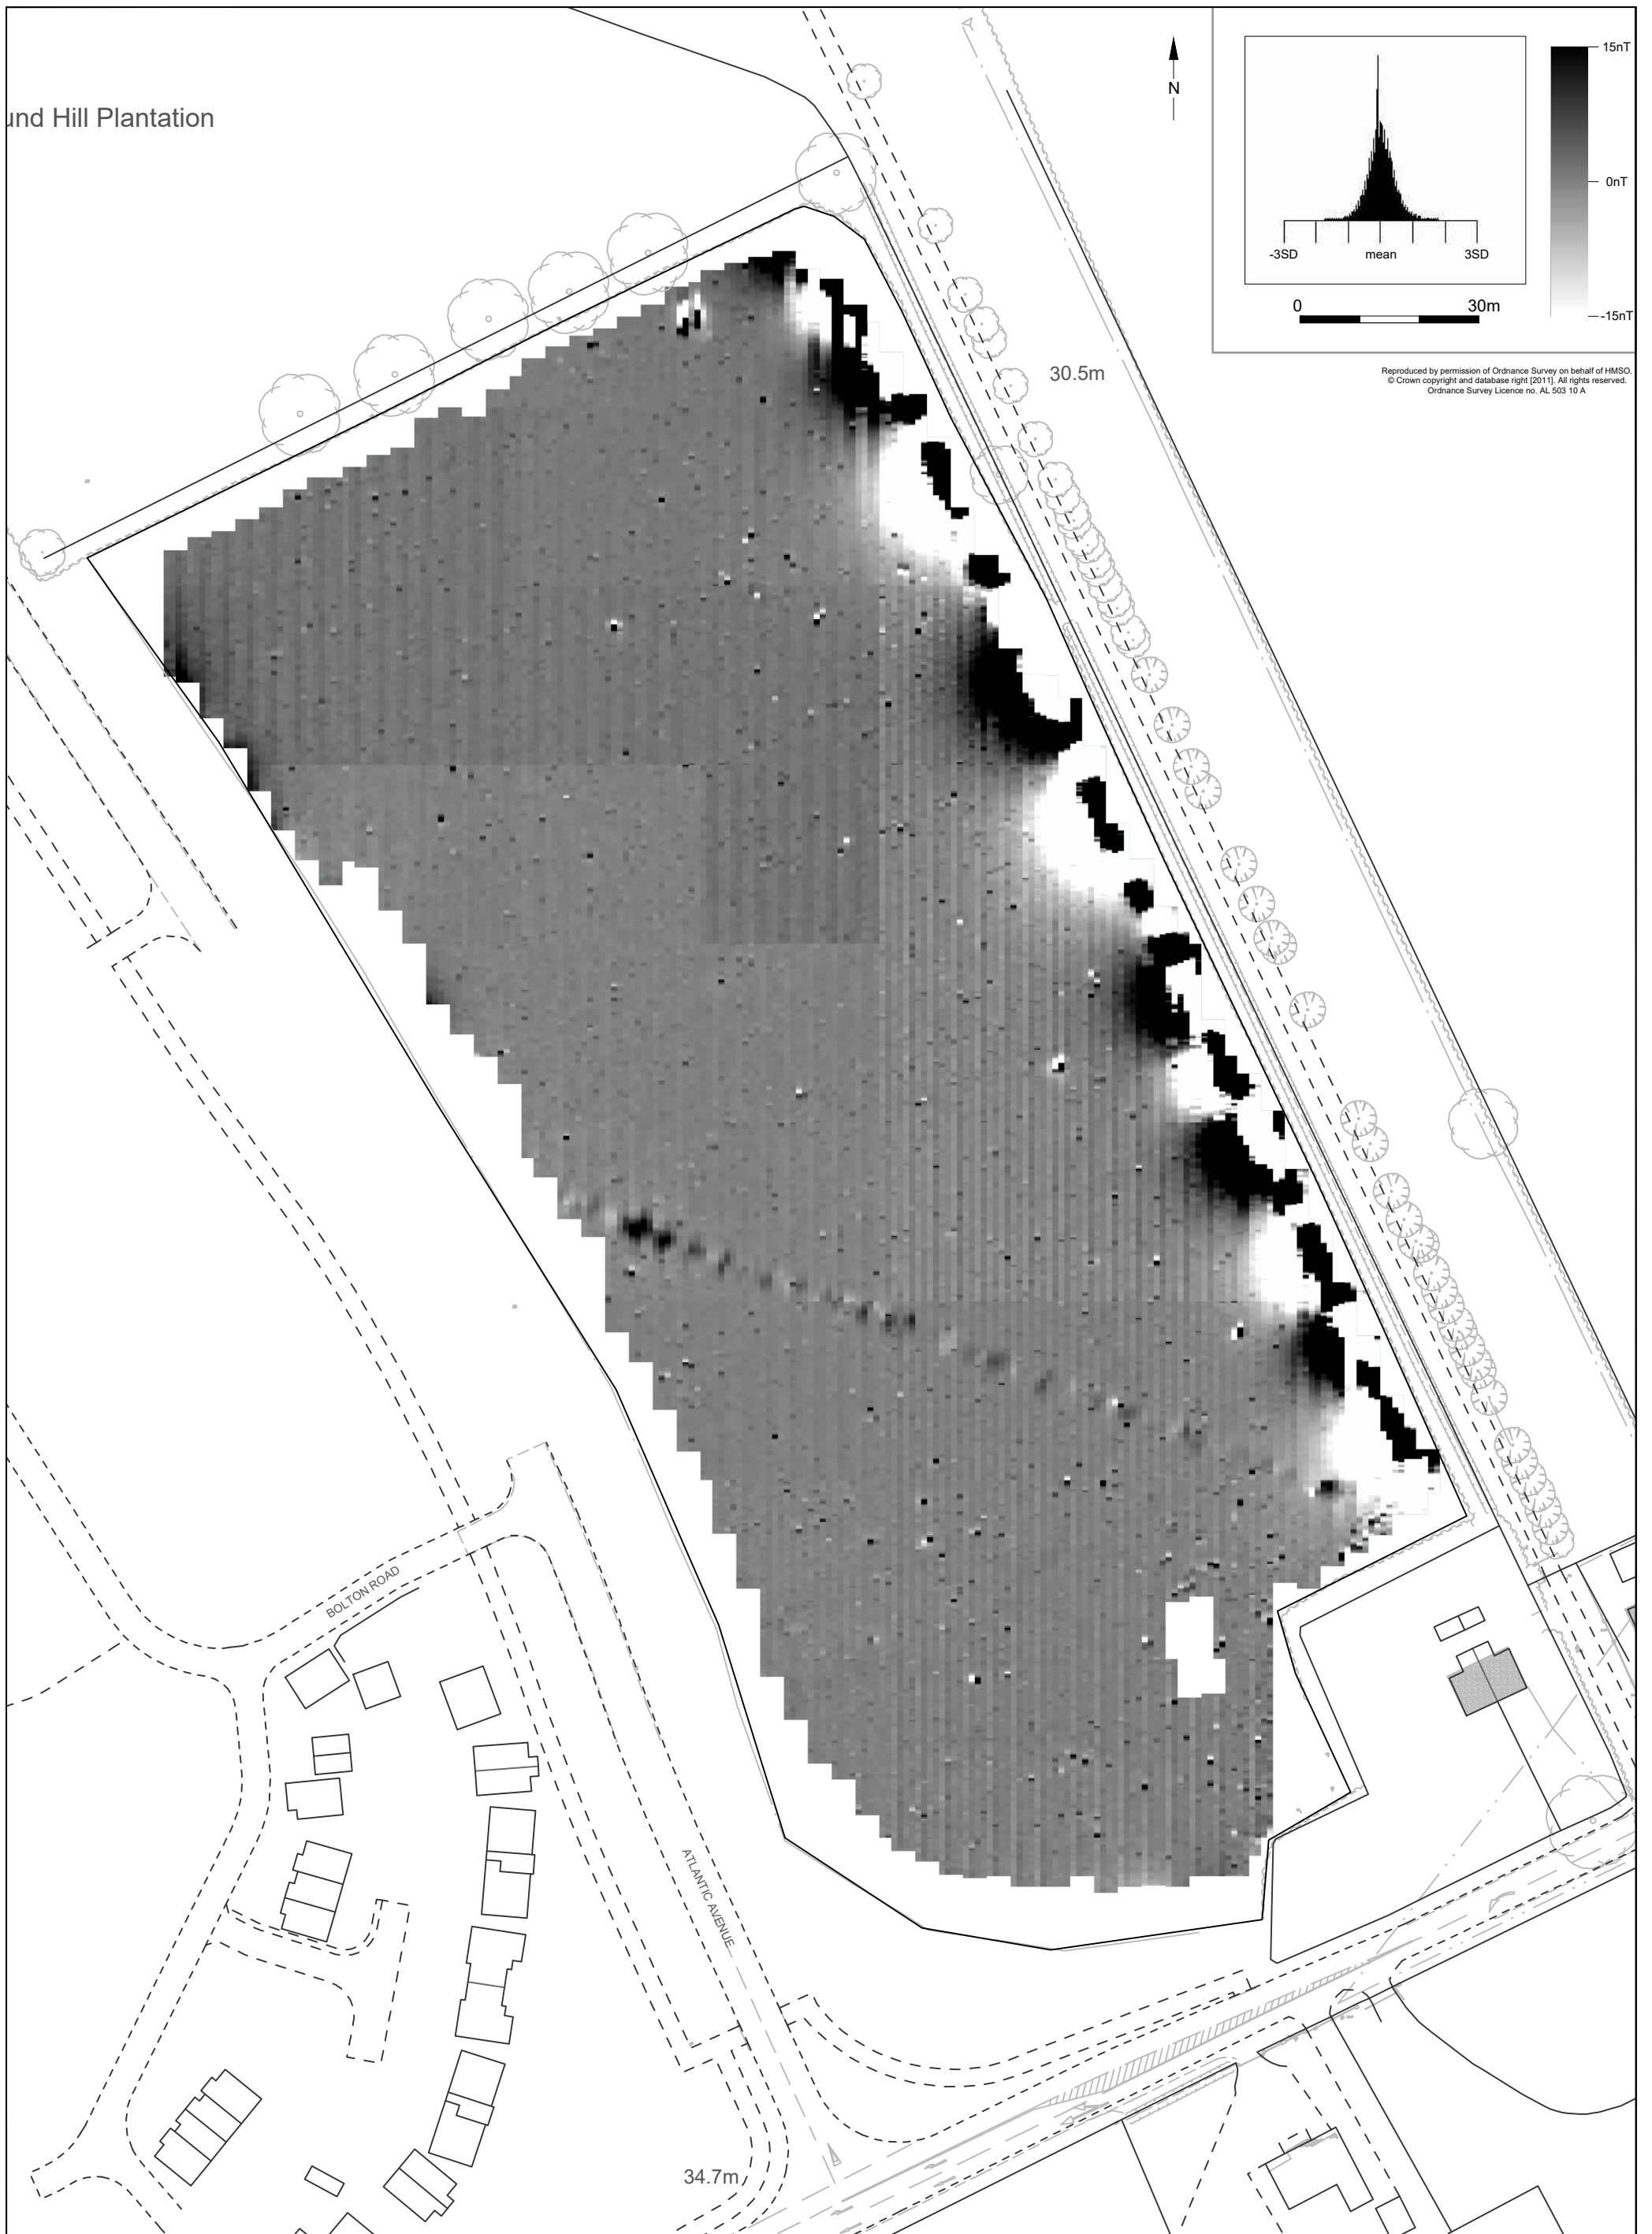 und Hill Plantation
N
15nT
0nT
-15nT
-3SD mean 3SD
0 30m
Reproduced by permission of Ordnance Survey on behalf of HMSO.
© Crown copyright and database right [2011]. All rights reserved.
Ordnance Survey Licence no. AL 503 10 A
30.5m
BOLTON ROAD
ATLANTIC AVENUE
34.7m